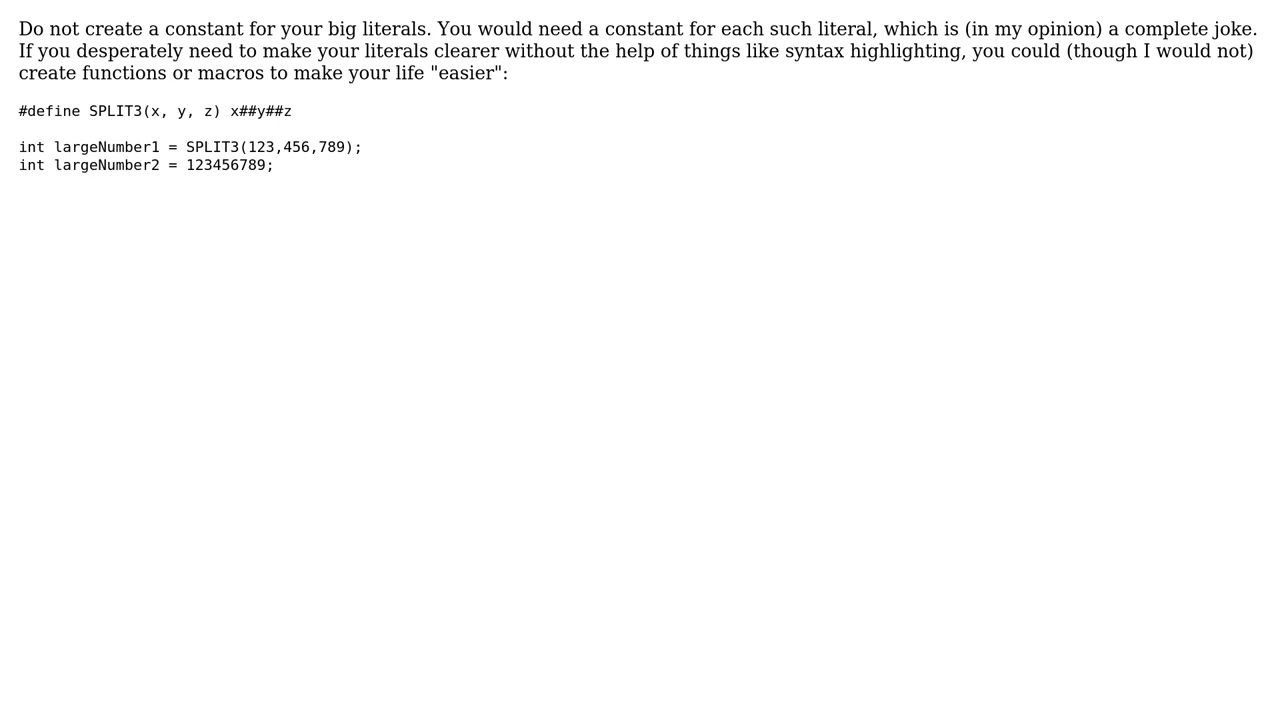 Do not create a constant for your big literals. You would need a constant for each such literal, which is (in my opinion) a complete joke.
If you desperately need to make your literals clearer without the help of things like syntax highlighting, you could (though I would not)
create functions or macros to make your life "easier":
#define SPLIT3(x, y, z) x##y##z
int largeNumber1 = SPLIT3(123,456,789);
int largeNumber2 = 123456789;